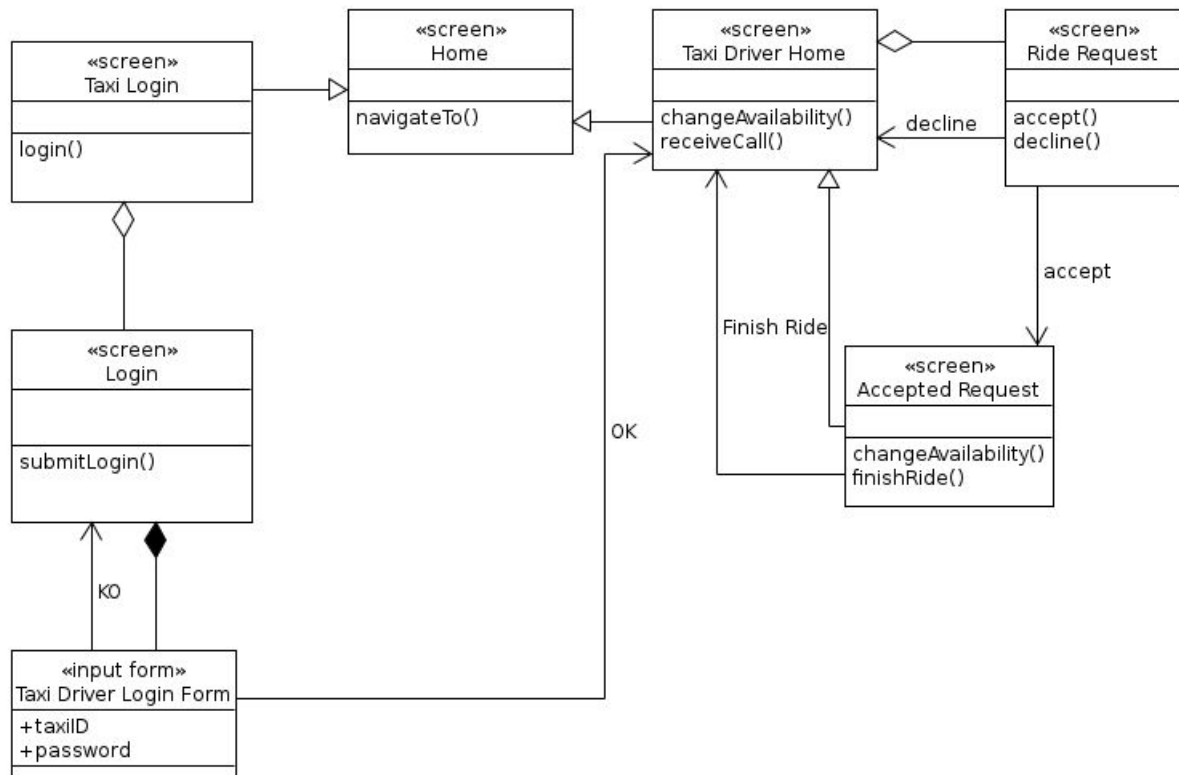 «screen»
Taxi Login
login()
«screen»
Home
navigateTo()
«screen»
Taxi Driver Home
changeAvailability()
receiveCall()
«screen»
Ride Request
accept()
decline()
decline
accept
Finish Ride
«screen»
Accepted Request
changeAvailability()
finishRide()
«screen»
Login
submitLogin()
OK
KO
«input form»
Taxi Driver Login Form
+taxiID
+password